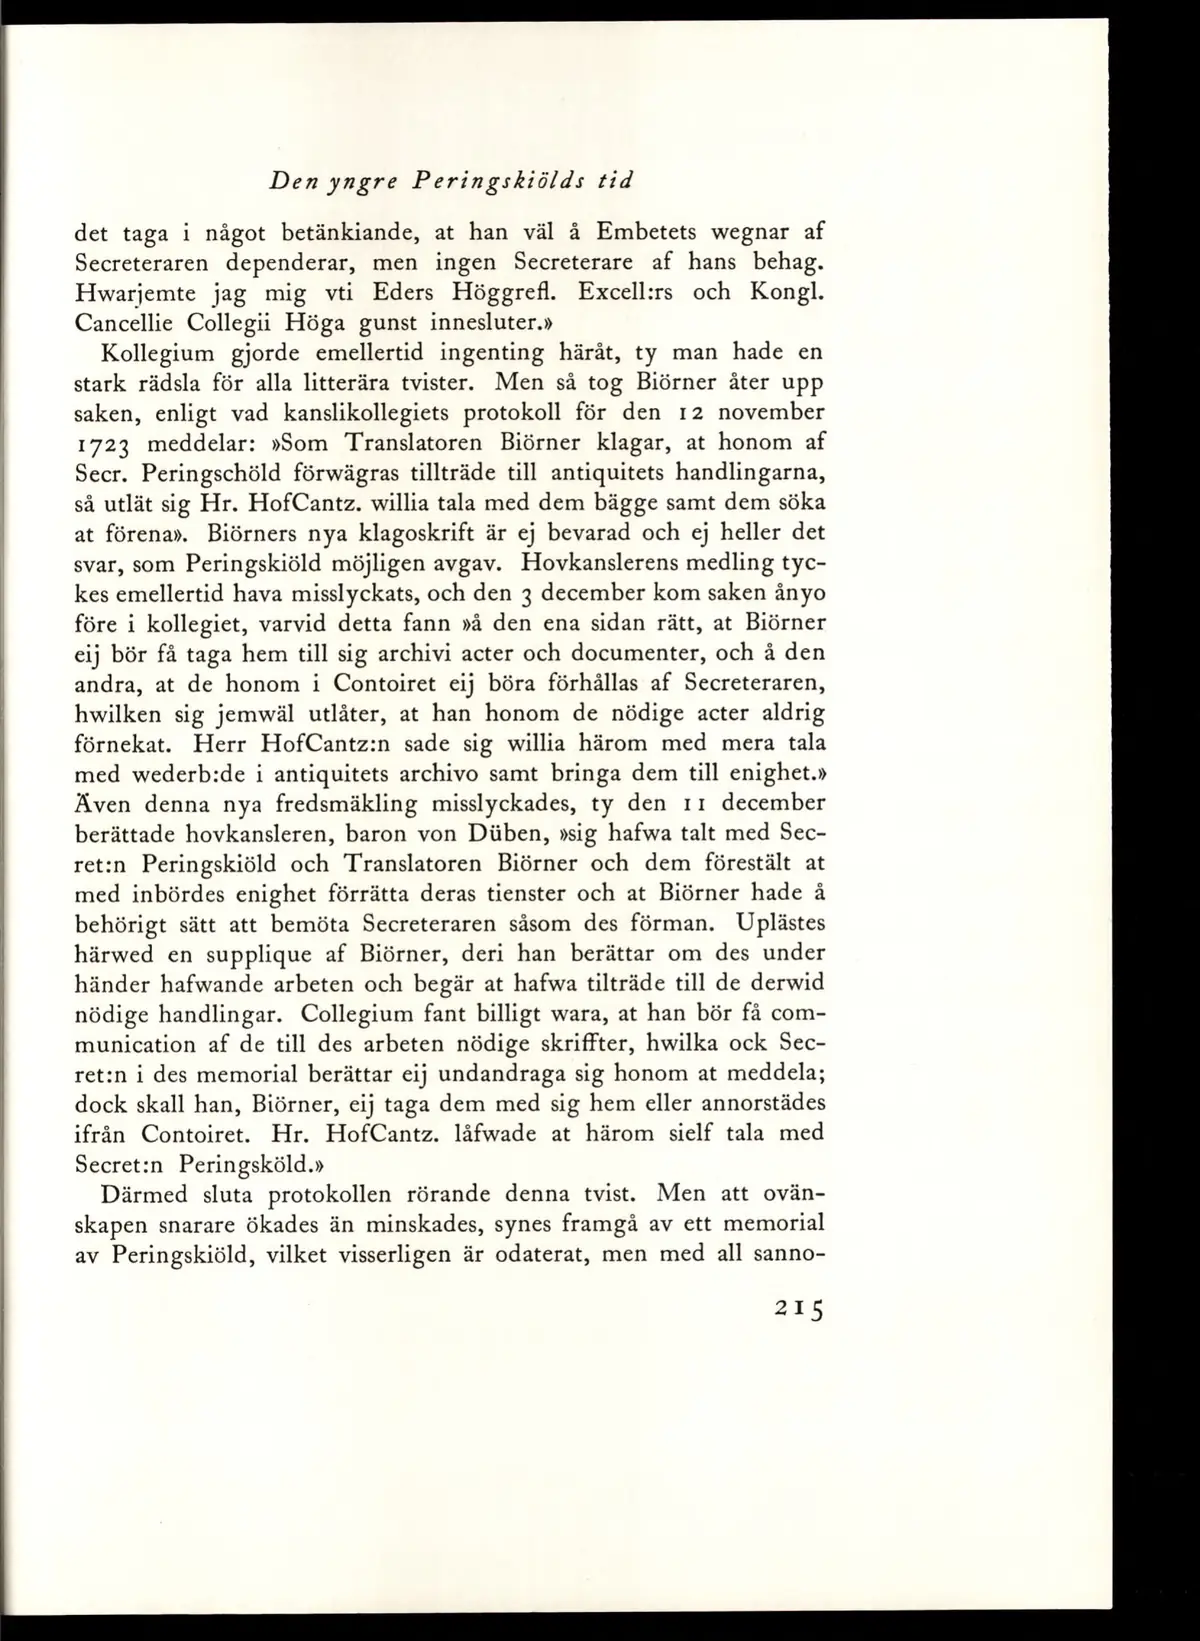 Den yngre Peringskiölds tid
det taga i något betänkiande, at han väl å Embetets wegnar af
Secreteraren dependerar, men ingen Secreterare af hans behag.
Hwarjemte jag mig vti Eders Höggrefl. Excell:rs och Kongl.
Cancellie Collegii Höga gunst innesluter.»
Kollegium gjorde emellertid ingenting häråt, ty man hade en
stark rädsla för alla litterära tvister. Men så tog Biörner åter upp
saken, enligt vad kanslikollegiets protokoll för den 12 november
1723 meddelar: »Som Translatoren Biörner klagar, at honom af
Secr. Peringschöld förwägras tillträde till antiquitets handlingarna,
så utlät sig Hr. HofCantz. willia tala med dem bägge samt dem söka
at förena». Biörners nya klagoskrift är ej bevarad och ej heller det
svar, som Peringskiöld möjligen avgav. Hovkanslerens medling tyc-
kes emellertid hava misslyckats, och den 3 december kom saken ånyo
före i kollegiet, varvid detta fann »å den ena sidan rätt, at Biörner
eij bör få taga hem till sig archivi acter och documenter, och å den
andra, at de honom i Contoiret eij böra förhållas af Secreteraren,
hwilken sig jemwäl utlåter, at han honom de nödige acter aldrig
förnekat. Herr HofCantz:n sade sig willia härom med mera tala
med wederb:de i antiquitets archivo samt bringa dem till enighet.»
Även denna nya fredsmäkling misslyckades, ty den 11 december
berättade hovkansleren, baron von Düben, »sig hafwa talt med Sec-
ret:n Peringskiöld och Translatoren Biörner och dem förestält at
med inbördes enighet förrätta deras tienster och at Biörner hade å
behörigt sätt att bemöta Secreteraren såsom des förman. Uplästes
härwed en supplique af Biörner, deri han berättar om des under
händer hafwande arbeten och begär at hafwa tilträde till de derwid
nödige handlingar. Collegium fant billigt wara, at han bör få com-
munication af de till des arbeten nödige skriffter, hwilka ock Sec-
ret:n i des memorial berättar eij undandraga sig honom at meddela;
dock skall han, Biörner, eij taga dem med sig hem eller annorstädes
ifrån Contoiret. Hr. HofCantz. låfwade at härom sielf tala med
Secret:n Peringsköld.»
Därmed sluta protokollen rörande denna tvist. Men att ovän-
skapen snarare ökades än minskades, synes framgå av ett memorial
av Peringskiöld, vilket visserligen är odaterat, men med all sanno-
215